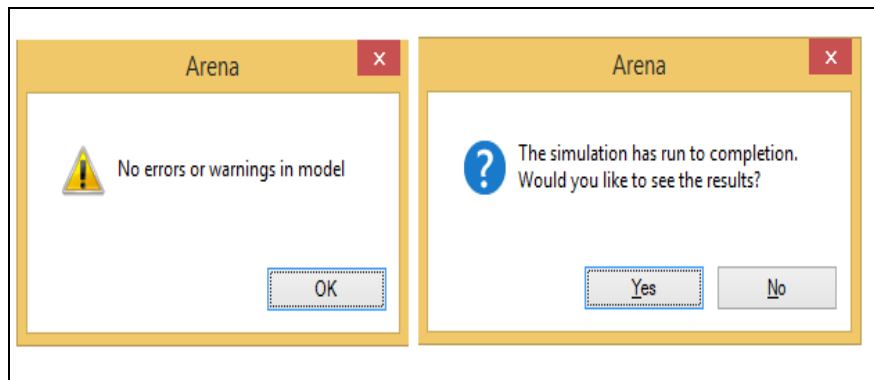 Arena
x
No errors or warnings in model
OK
Arena
x
?
The simulation has run to completion.
Would you like to see the results?
Yes
No